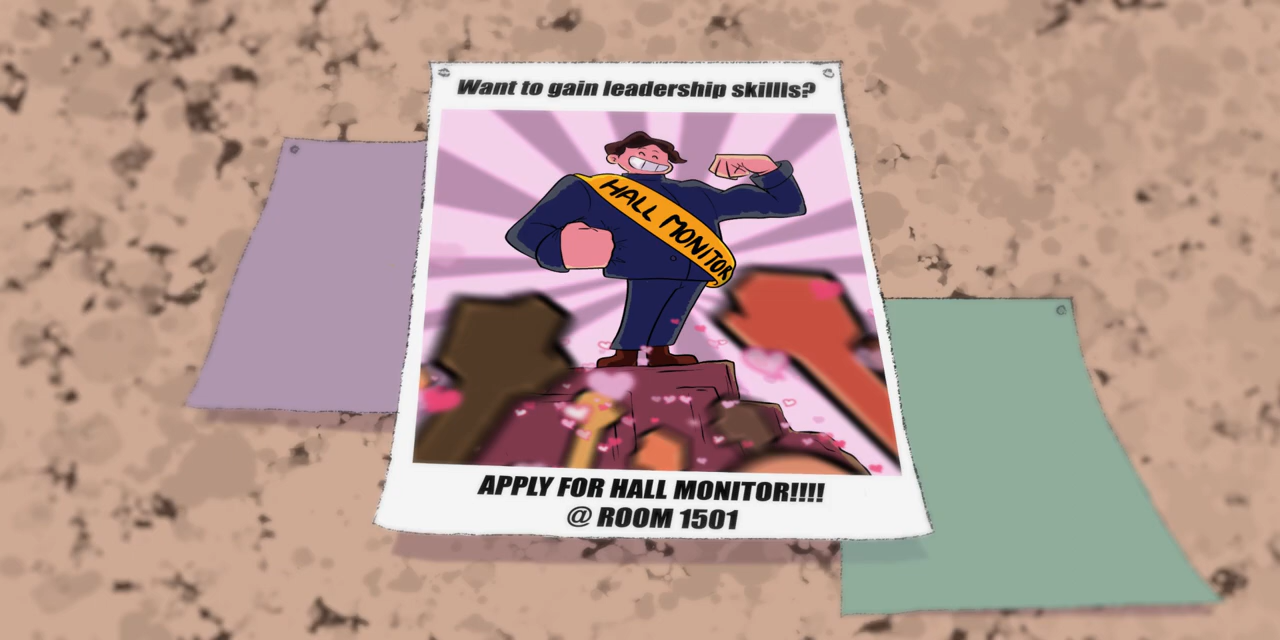 Want to gain leadership skillls?
HALL MONITOR
APPLY FOR HALL MONITOR!!!!
@ ROOM 1501